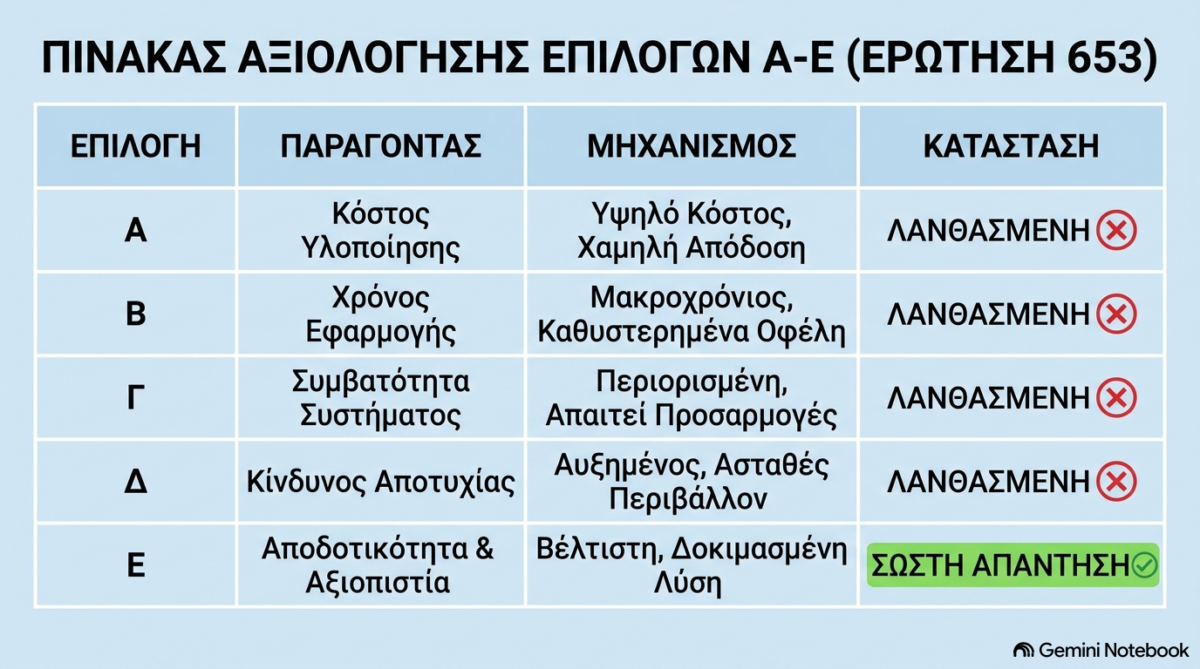 ΠΙΝΑΚΑΣ ΑΞΙΟΛΟΓΗΣΗΣ ΕΠΙΛΟΓΩΝ Α-Ε (ΕΡΩΤΗΣΗ 653)
ΕΠΙΛΟΓΗ ΠΑΡΑΓΟΝΤΑΣ ΜΗΧΑΝΙΣΜΟΣ ΚΑΤΑΣΤΑΣΗ
Α
Κόστος
Υλοποίησης
Υψηλό Κόστος,
Χαμηλή Απόδοση
ΛΑΝΘΑΣΜΕΝΗ
Β
Χρόνος
Εφαρμογής
Μακροχρόνιος,
Καθυστερημένα Οφέλη
ΛΑΝΘΑΣΜΕΝΗ
Γ
Συμβατότητα
Συστήματος
Περιορισμένη,
Απαιτεί Προσαρμογές
ΛΑΝΘΑΣΜΕΝΗ
Δ
Κίνδυνος Αποτυχίας
Αυξημένος, Ασταθές
Περιβάλλον
ΛΑΝΘΑΣΜΕΝΗ
Ε
Αποδοτικότητα &
Αξιοπιστία
Βέλτιστη, Δοκιμασμένη
Λύση
ΣΩΣΤΗ ΑΠΑΝΤΗΣΗ
Gemini Notebook